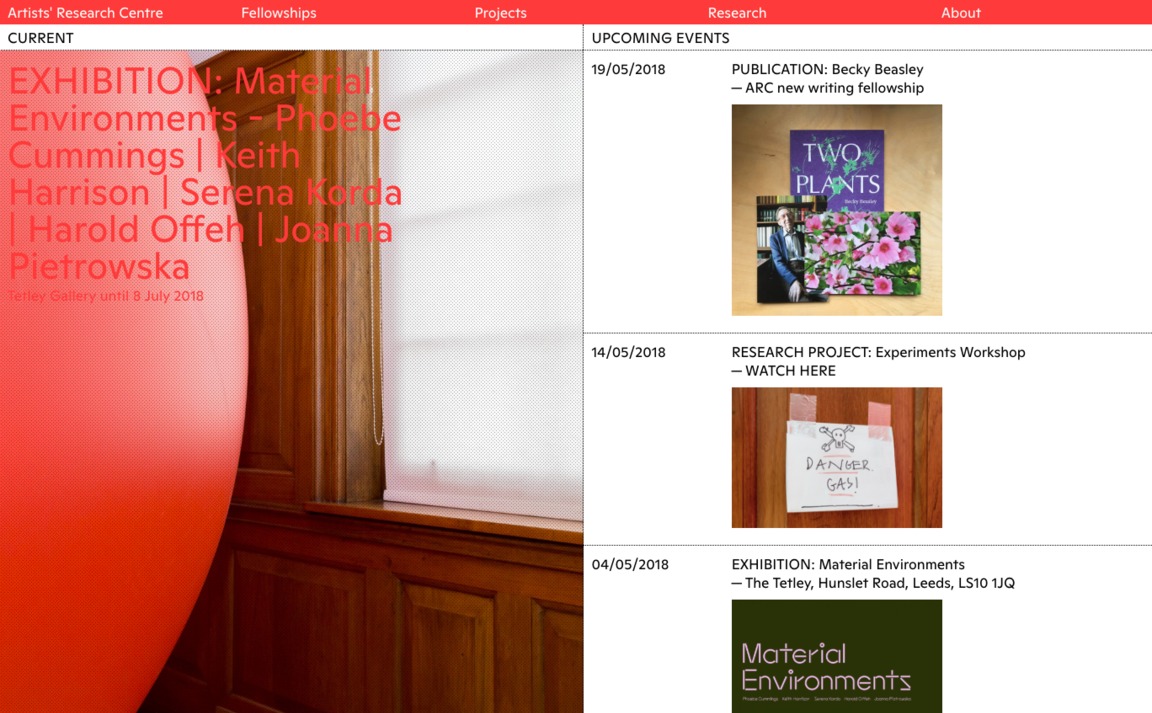 Artists' Research Centre
Fellowships
Projects
Research
About
CURRENT
EXHIBITION: Material
Environments - Phoebe
Cummings | Keith
Harrison | Serena Korda
| Harold Offeh | Joanna
Pietrowska
Tetley Gallery until 8 July 2018
UPCOMING EVENTS
19/05/2018
PUBLICATION: Becky Beasley
— ARC new writing fellowship
TWO
PLANTS
Becky Beasley
14/05/2018
RESEARCH PROJECT: Experiments Workshop
— WATCH HERE
DANGER
GAS!
04/05/2018
EXHIBITION: Material Environments
— The Tetley, Hunslet Road, Leeds, LS10 1JQ
Material
Environments
Phoebe Cummings Keith Harrison Serena Korda Harold Offeh Joanna Pietrowska